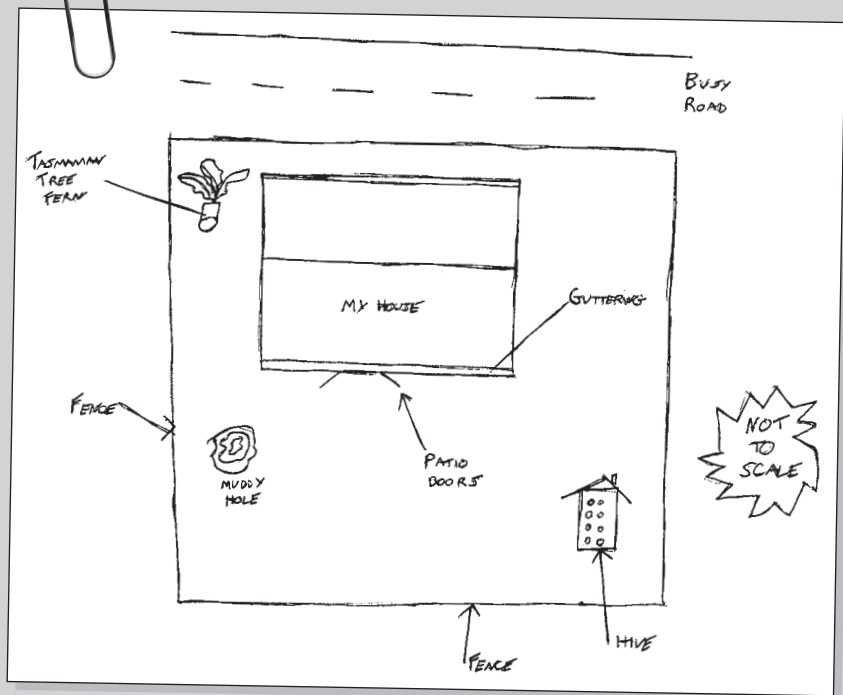 BUSY
ROAD
TASMANIAN
TREE
FERN
MY HOUSE
GUTTERING
FENCE
NOT
TO
SCALE
PATIO
DOORS
MUDDY
HOLE
HIVE
FENCE